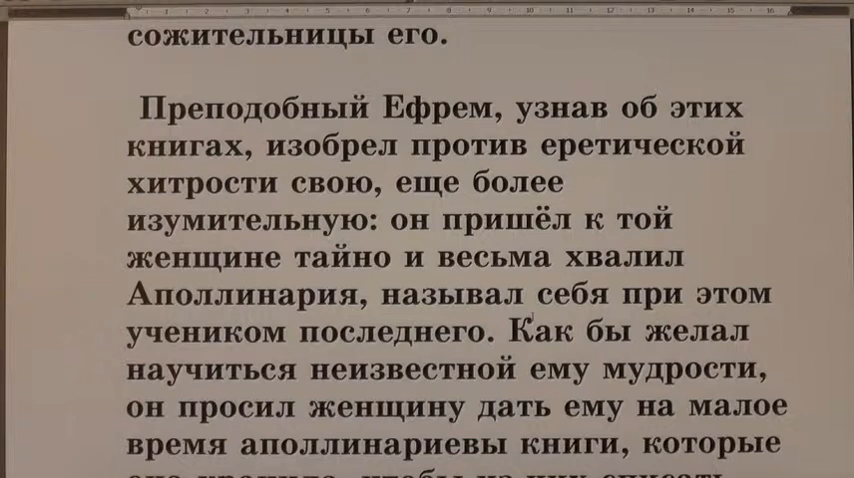 сожительницы его.
Преподобный Ефрем, узнав об этих
книгах, изобрел против еретической
хитрости свою, еще более
изумительную: он пришёл к той
женщине тайно и весьма хвалил
Аполлинария, называл себя при этом
учеником последнего. Как бы желал
научиться неизвестной ему мудрости,
он просил женщину дать ему на малое
время аполлинариевы книги, которые